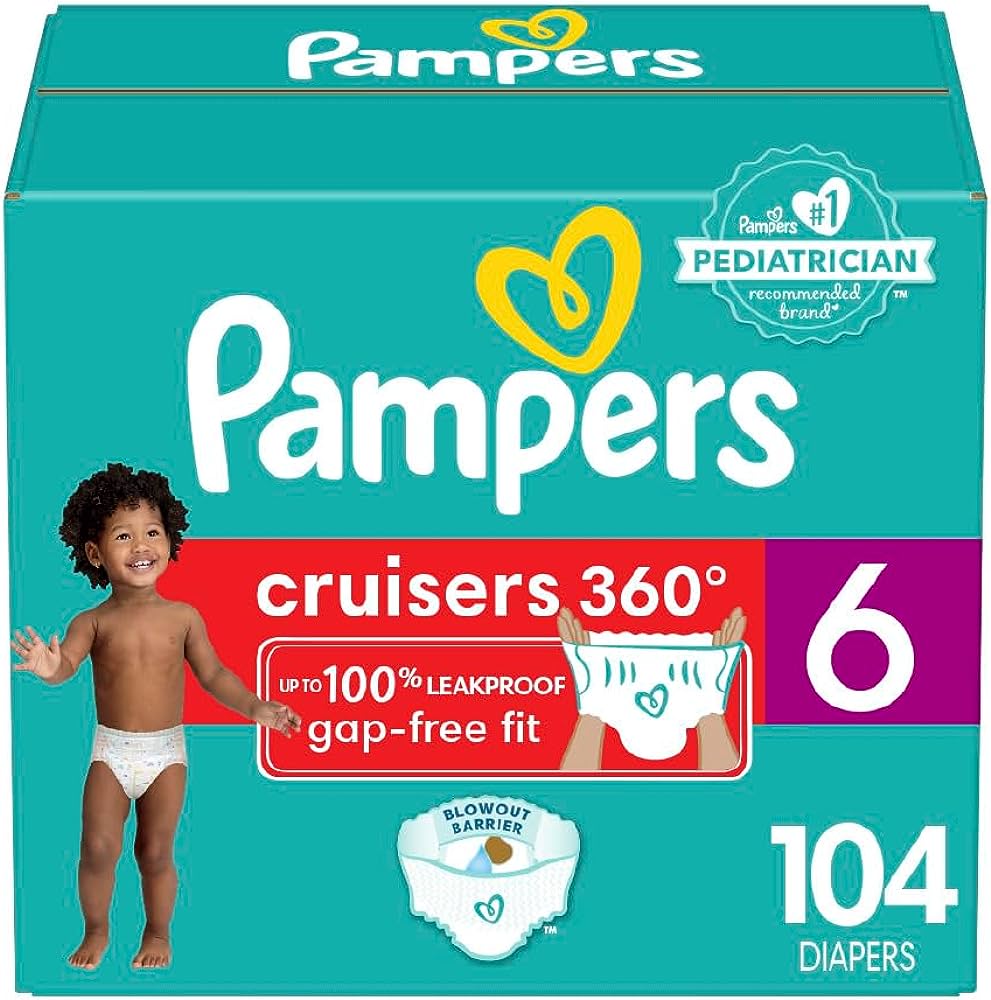 Pampers
Pampers #1
PEDIATRICIAN
recommended
brand™
Pampers
cruisers 360°
6
UP TO 100% LEAKPROOF
gap-free fit
BLOWOUT
BARRIER
™
104
DIAPERS